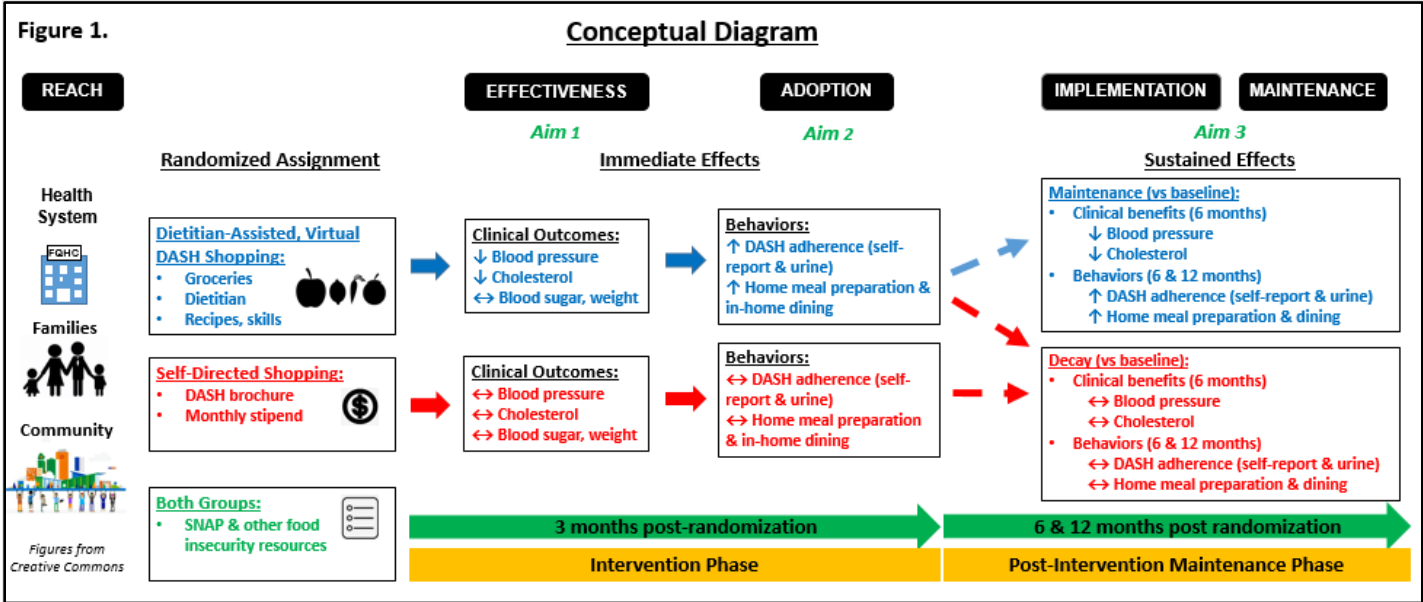 Figure 1.
Conceptual Diagram
REACH
EFFECTIVENESS
ADOPTION
IMPLEMENTATION
MAINTENANCE
Aim 1
Aim 2
Aim 3
Randomized Assignment
Immediate Effects
Sustained Effects
Health
System
FQHC
Families
Community
Figures from
Creative Commons
Dietitian-Assisted, Virtual
DASH Shopping:
• Groceries
• Dietitian
• Recipes, skills
Self-Directed Shopping:
• DASH brochure
• Monthly stipend
$
Both Groups:
• SNAP & other food
insecurity resources
Clinical Outcomes:
↓ Blood pressure
↓ Cholesterol
↔ Blood sugar, weight
Clinical Outcomes:
↔ Blood pressure
↔ Cholesterol
↔ Blood sugar, weight
Behaviors:
↑ DASH adherence (self-
report & urine)
↑ Home meal preparation &
in-home dining
Behaviors:
↔ DASH adherence (self-
report & urine)
↔ Home meal preparation
& in-home dining
Maintenance (vs baseline):
• Clinical benefits (6 months)
↓ Blood pressure
↓ Cholesterol
• Behaviors (6 & 12 months)
↑ DASH adherence (self-report & urine)
↑ Home meal preparation & dining
Decay (vs baseline):
• Clinical benefits (6 months)
↔ Blood pressure
↔ Cholesterol
• Behaviors (6 & 12 months)
↔ DASH adherence (self-report & urine)
↔ Home meal preparation & dining
3 months post-randomization
6 & 12 months post randomization
Intervention Phase
Post-Intervention Maintenance Phase